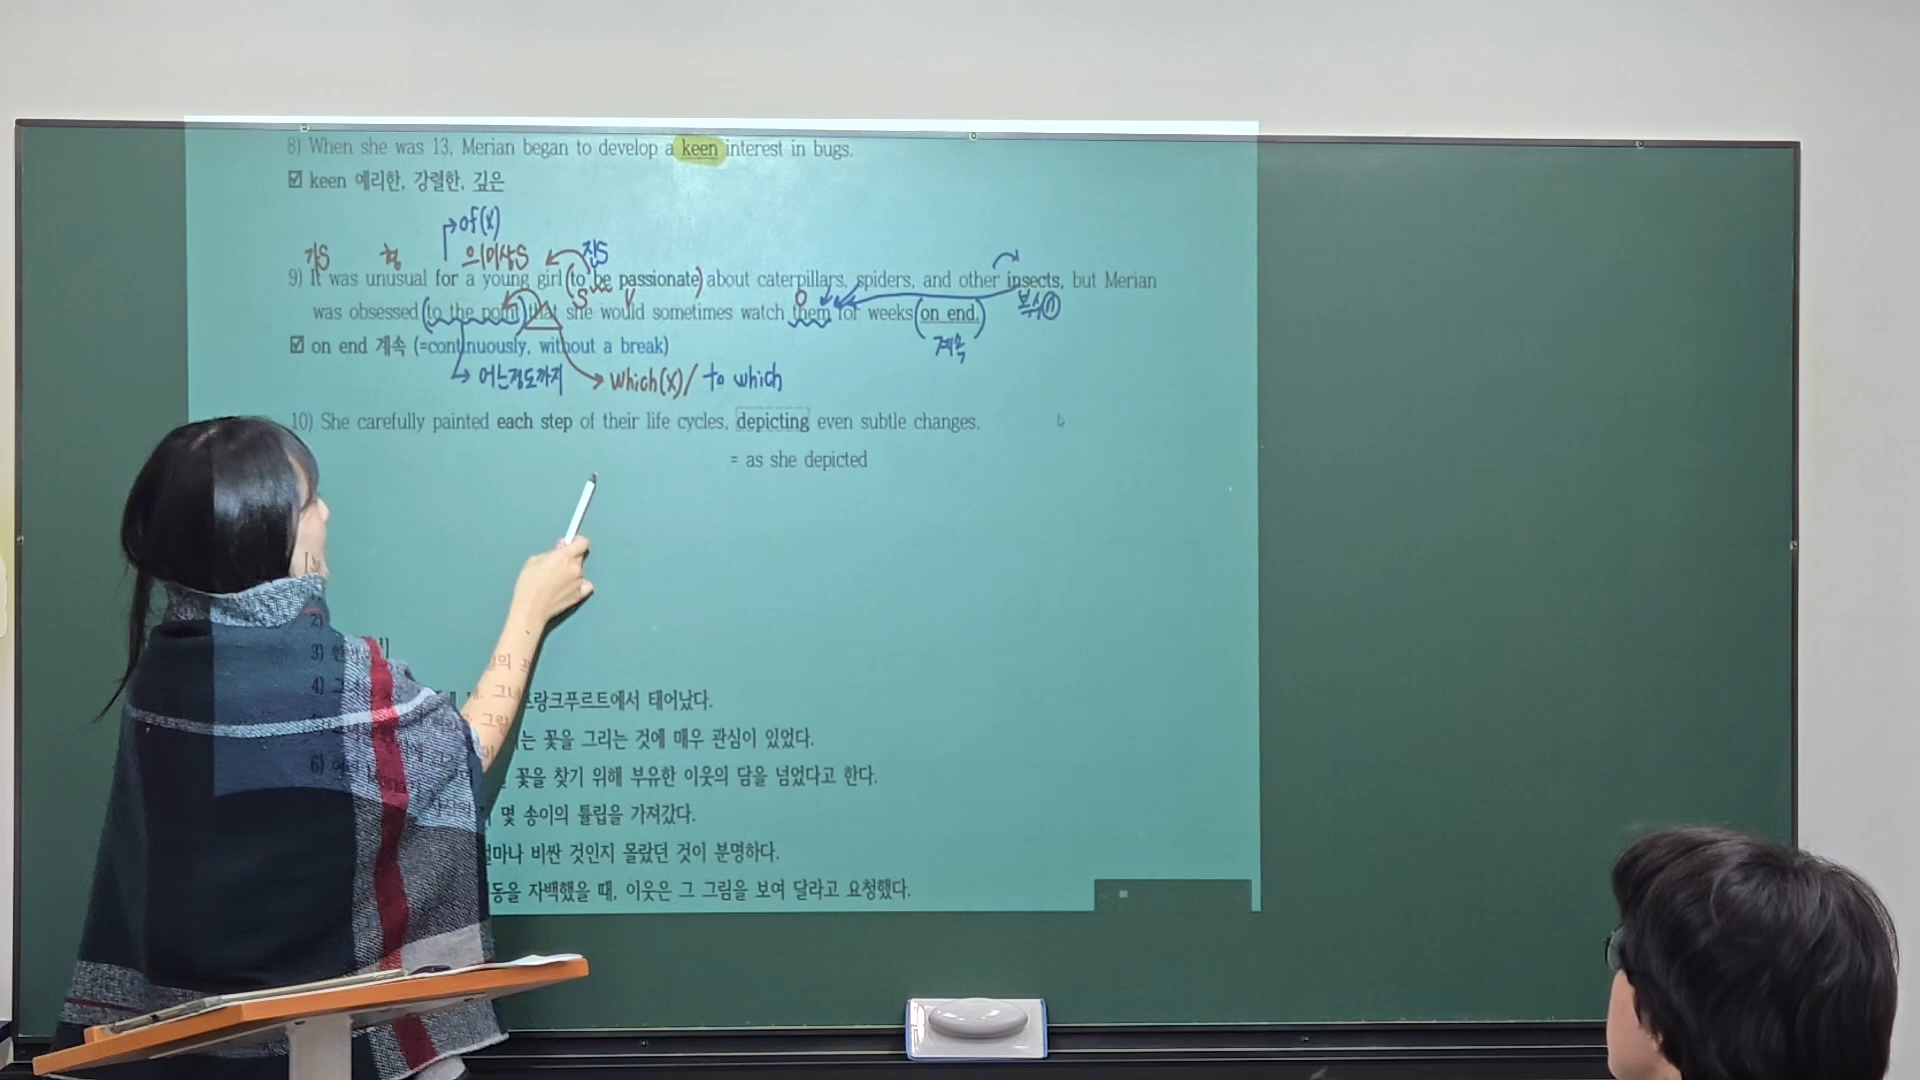 8) When she was 13, Merian began to develop a keen interest in bugs.
☑ keen 예리한, 강렬한, 깊은
of(x)
가S 형 의미상S 진S
9) It was unusual for a young girl (to be passionate) about caterpillars, spiders, and other insects, but Merian
S V O 복수ⓝ
was obsessed (to the point) that she would sometimes watch them for weeks (on end.)
계속
☑ on end 계속 (=continuously, without a break)
어느정도까지 which(x)/ to which
10) She carefully painted each step of their life cycles, depicting even subtle changes.
= as she depicted
2)
3)
4) 프랑크푸르트에서 태어났다.
는 꽃을 그리는 것에 매우 관심이 있었다.
6) 꽃을 찾기 위해 부유한 이웃의 담을 넘었다고 한다.
몇 송이의 튤립을 가져갔다.
얼마나 비싼 것인지 몰랐던 것이 분명하다.
동을 자백했을 때, 이웃은 그 그림을 보여 달라고 요청했다.